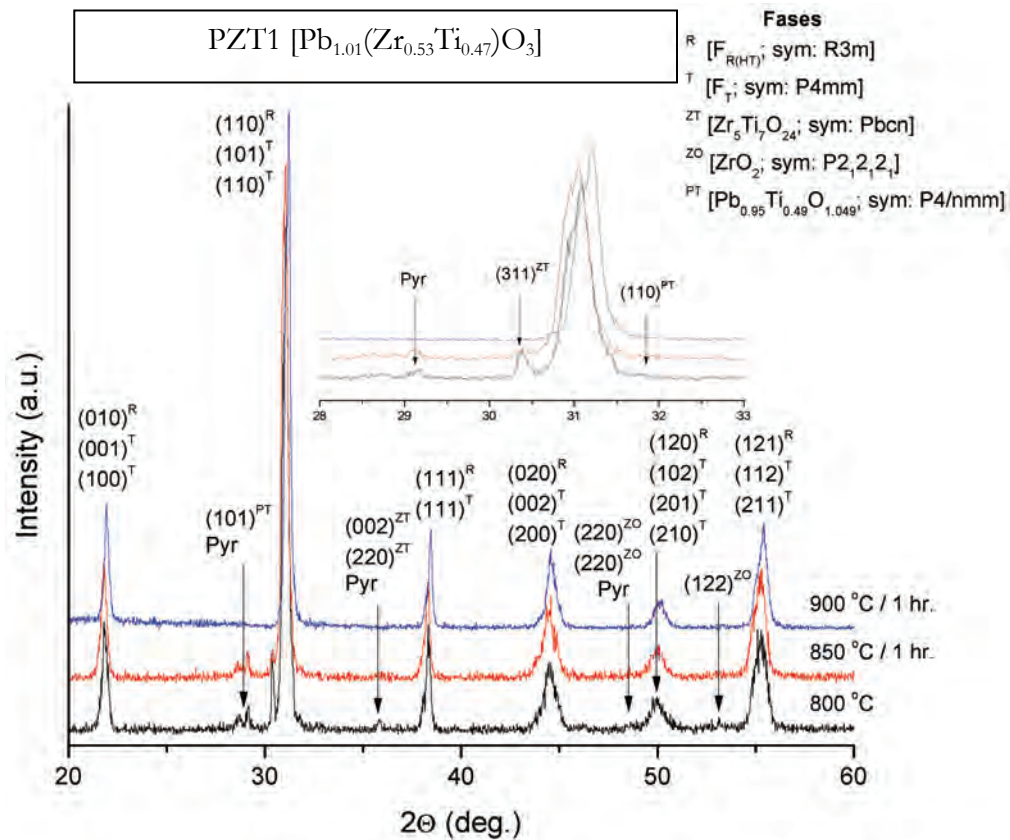 PZT1 [Pb₁.₀₁(Zr₀.₅₃Ti₀.₄₇)O₃]
Fases
ᴿ [F_R(HT); sym: R3m]
ᵀ [F_T; sym: P4mm]
ᶻᵀ [Zr₅Ti₇O₂₄; sym: Pbcn]
ᶻᴼ [ZrO₂; sym: P2₁2₁2₁]
ᴾᵀ [Pb₀.₉₅Ti₀.₄₉O₁.₀₄₉; sym: P4/nmm]
(110)ᴿ
(101)ᵀ
(110)ᵀ
Pyr
(311)ᶻᵀ
(110)ᴾᵀ
28 29 30 31 32 33
(010)ᴿ
(001)ᵀ
(100)ᵀ
(101)ᴾᵀ
Pyr
(002)ᶻᵀ
(220)ᶻᵀ
Pyr
(111)ᴿ
(111)ᵀ
(020)ᴿ
(002)ᵀ
(200)ᵀ
(220)ᶻᴼ
(220)ᶻᴼ
Pyr
(120)ᴿ
(102)ᵀ
(201)ᵀ
(210)ᵀ
(122)ᶻᴼ
(121)ᴿ
(112)ᵀ
(211)ᵀ
900 °C / 1 hr.
850 °C / 1 hr.
800 °C
Intensity (a.u.)
20 30 40 50 60
2Θ (deg.)